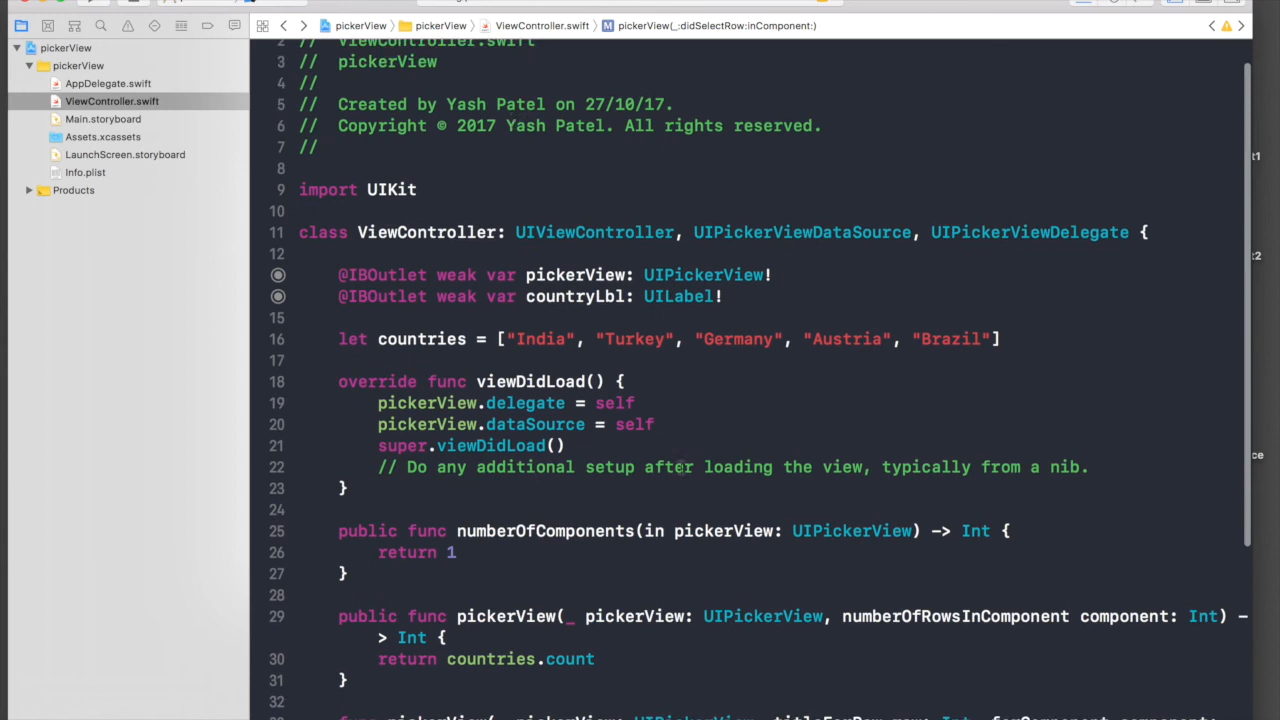 pickerView
pickerView
ViewController.swift
M pickerView(_:didSelectRow:inComponent:)
pickerView
pickerView
AppDelegate.swift
ViewController.swift
Main.storyboard
Assets.xcassets
LaunchScreen.storyboard
Info.plist
Products
2 // ViewController.swift
3 // pickerView
4 //
5 // Created by Yash Patel on 27/10/17.
6 // Copyright © 2017 Yash Patel. All rights reserved.
7 //
8
9 import UIKit
10
11 class ViewController: UIViewController, UIPickerViewDataSource, UIPickerViewDelegate {
12
@IBOutlet weak var pickerView: UIPickerView!
@IBOutlet weak var countryLbl: UILabel!
15
16 let countries = ["India", "Turkey", "Germany", "Austria", "Brazil"]
17
18 override func viewDidLoad() {
19 pickerView.delegate = self
20 pickerView.dataSource = self
21 super.viewDidLoad()
22 // Do any additional setup after loading the view, typically from a nib.
23 }
24
25 public func numberOfComponents(in pickerView: UIPickerView) -> Int {
26 return 1
27 }
28
29 public func pickerView(_ pickerView: UIPickerView, numberOfRowsInComponent component: Int) -
> Int {
30 return countries.count
31 }
32